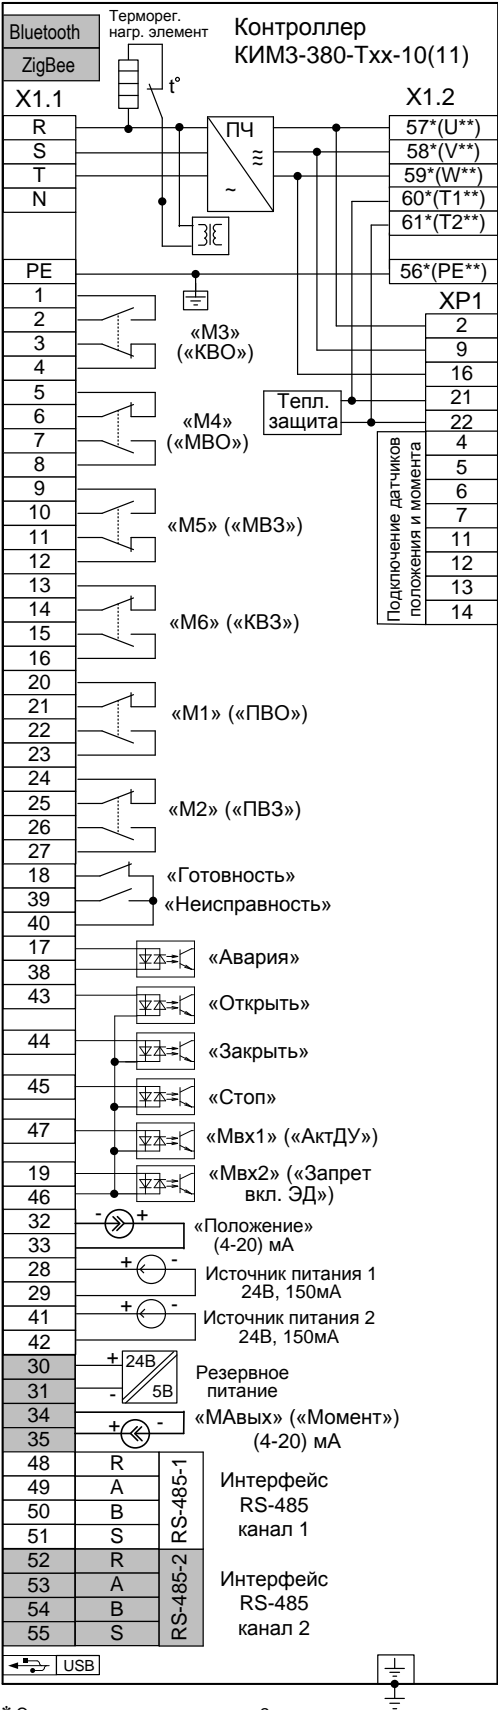 Bluetooth
ZigBee
Терморег.
нагр. элемент
t°
Контроллер
КИМ3-380-Тхх-10(11)
X1.1
R
S
T
N
PE
ПЧ
≈
~
X1.2
57*(U**)
58*(V**)
59*(W**)
60*(T1**)
61*(T2**)
56*(PE**)
XP1
2
9
16
21
22
4
5
6
7
11
12
13
14
Тепл.
защита
Подключение датчиков
положения и момента
1
2
3
4
«М3»
(«КВО»)
5
6
7
8
«М4»
(«МВО»)
9
10
11
12
«М5» («МВЗ»)
13
14
15
16
«М6» («КВЗ»)
20
21
22
23
«М1» («ПВО»)
24
25
26
27
«М2» («ПВЗ»)
18
39
40
«Готовность»
«Неисправность»
17
38
«Авария»
43
«Открыть»
44
«Закрыть»
45
«Стоп»
47
«Мвх1» («АктДУ»)
19
46
«Мвх2» («Запрет
вкл. ЭД»)
32
33
- +
«Положение»
(4-20) мА
28
29
+ -
Источник питания 1
24В, 150мА
41
42
+ -
Источник питания 2
24В, 150мА
30
31
+
-
24В
5В
Резервное
питание
34
35
+ -
«МАвых» («Момент»)
(4-20) мА
48 R
49 A
50 B
51 S
RS-485-1
Интерфейс
RS-485
канал 1
52 R
53 A
54 B
55 S
RS-485-2
Интерфейс
RS-485
канал 2
USB